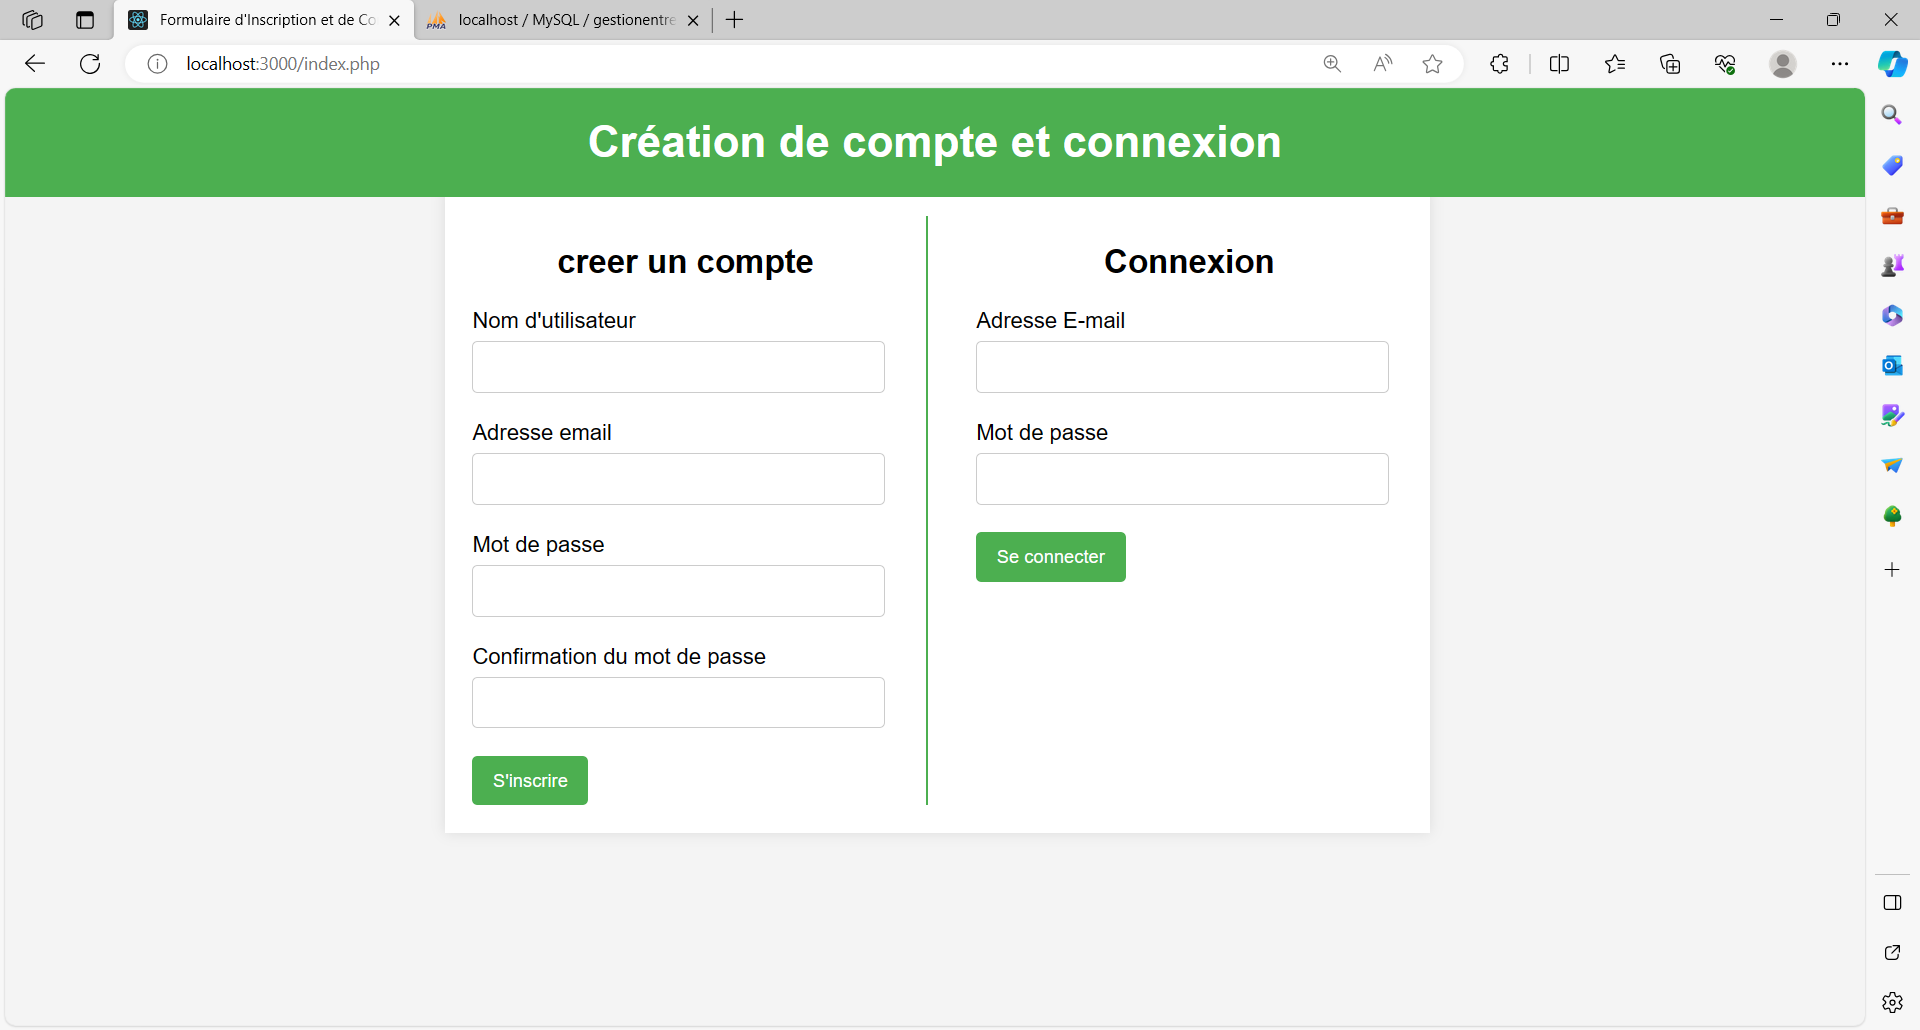 Formulaire d'Inscription et de Co
localhost / MySQL / gestionentre
localhost:3000/index.php
Création de compte et connexion
creer un compte
Nom d'utilisateur
Adresse email
Mot de passe
Confirmation du mot de passe
S'inscrire
Connexion
Adresse E-mail
Mot de passe
Se connecter